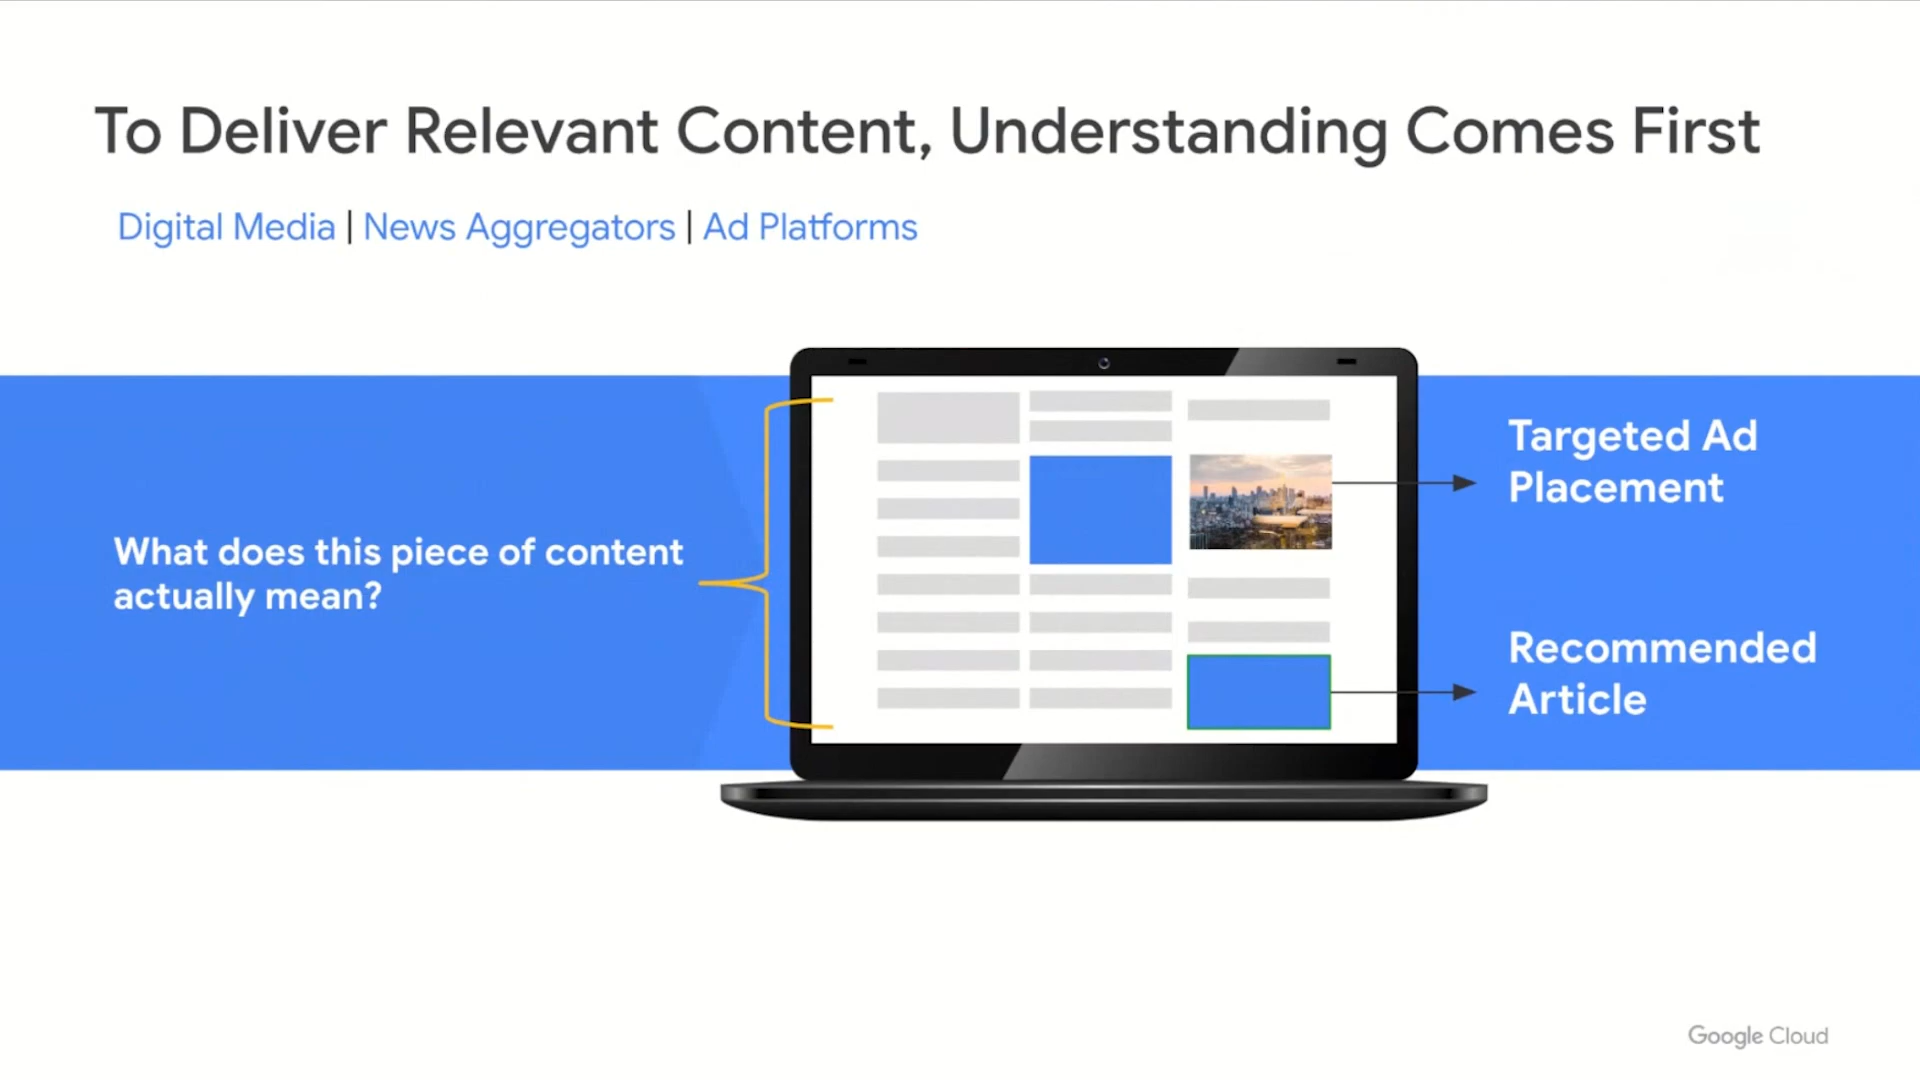 To Deliver Relevant Content, Understanding Comes First
Digital Media | News Aggregators | Ad Platforms
What does this piece of content
actually mean?
Targeted Ad
Placement
Recommended
Article
Google Cloud